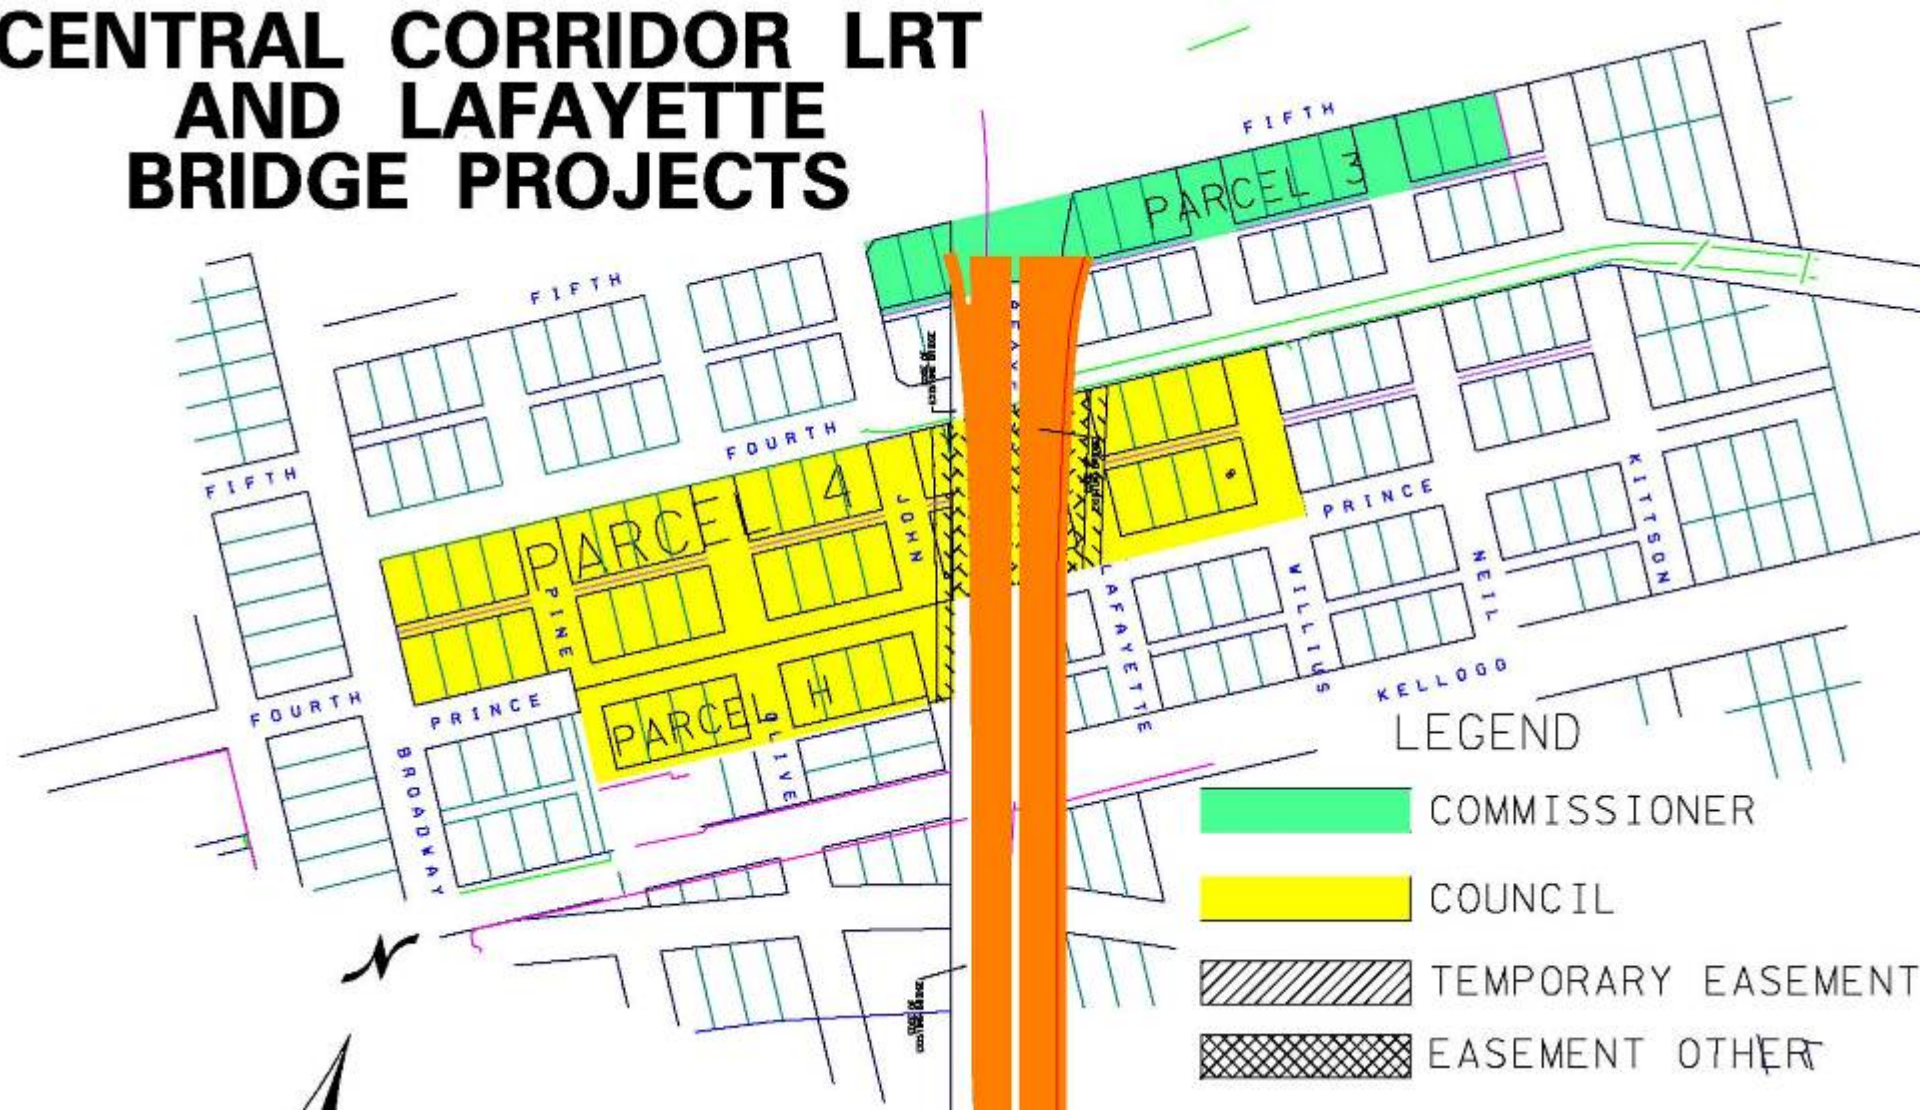 CENTRAL CORRIDOR LRT
AND LAFAYETTE
BRIDGE PROJECTS
FIFTH
PARCEL 3
FIFTH
FOURTH
FIFTH
PARCEL 4
JOHN
PINE
PRINCE
KITTSON
PARCEL H
FOURTH
PRINCE
OLIVE
BROADWAY
LAFAYETTE
WILLIUS
NEIL
KELLOGG
LEGEND
COMMISSIONER
COUNCIL
TEMPORARY EASEMENT
EASEMENT OTHER